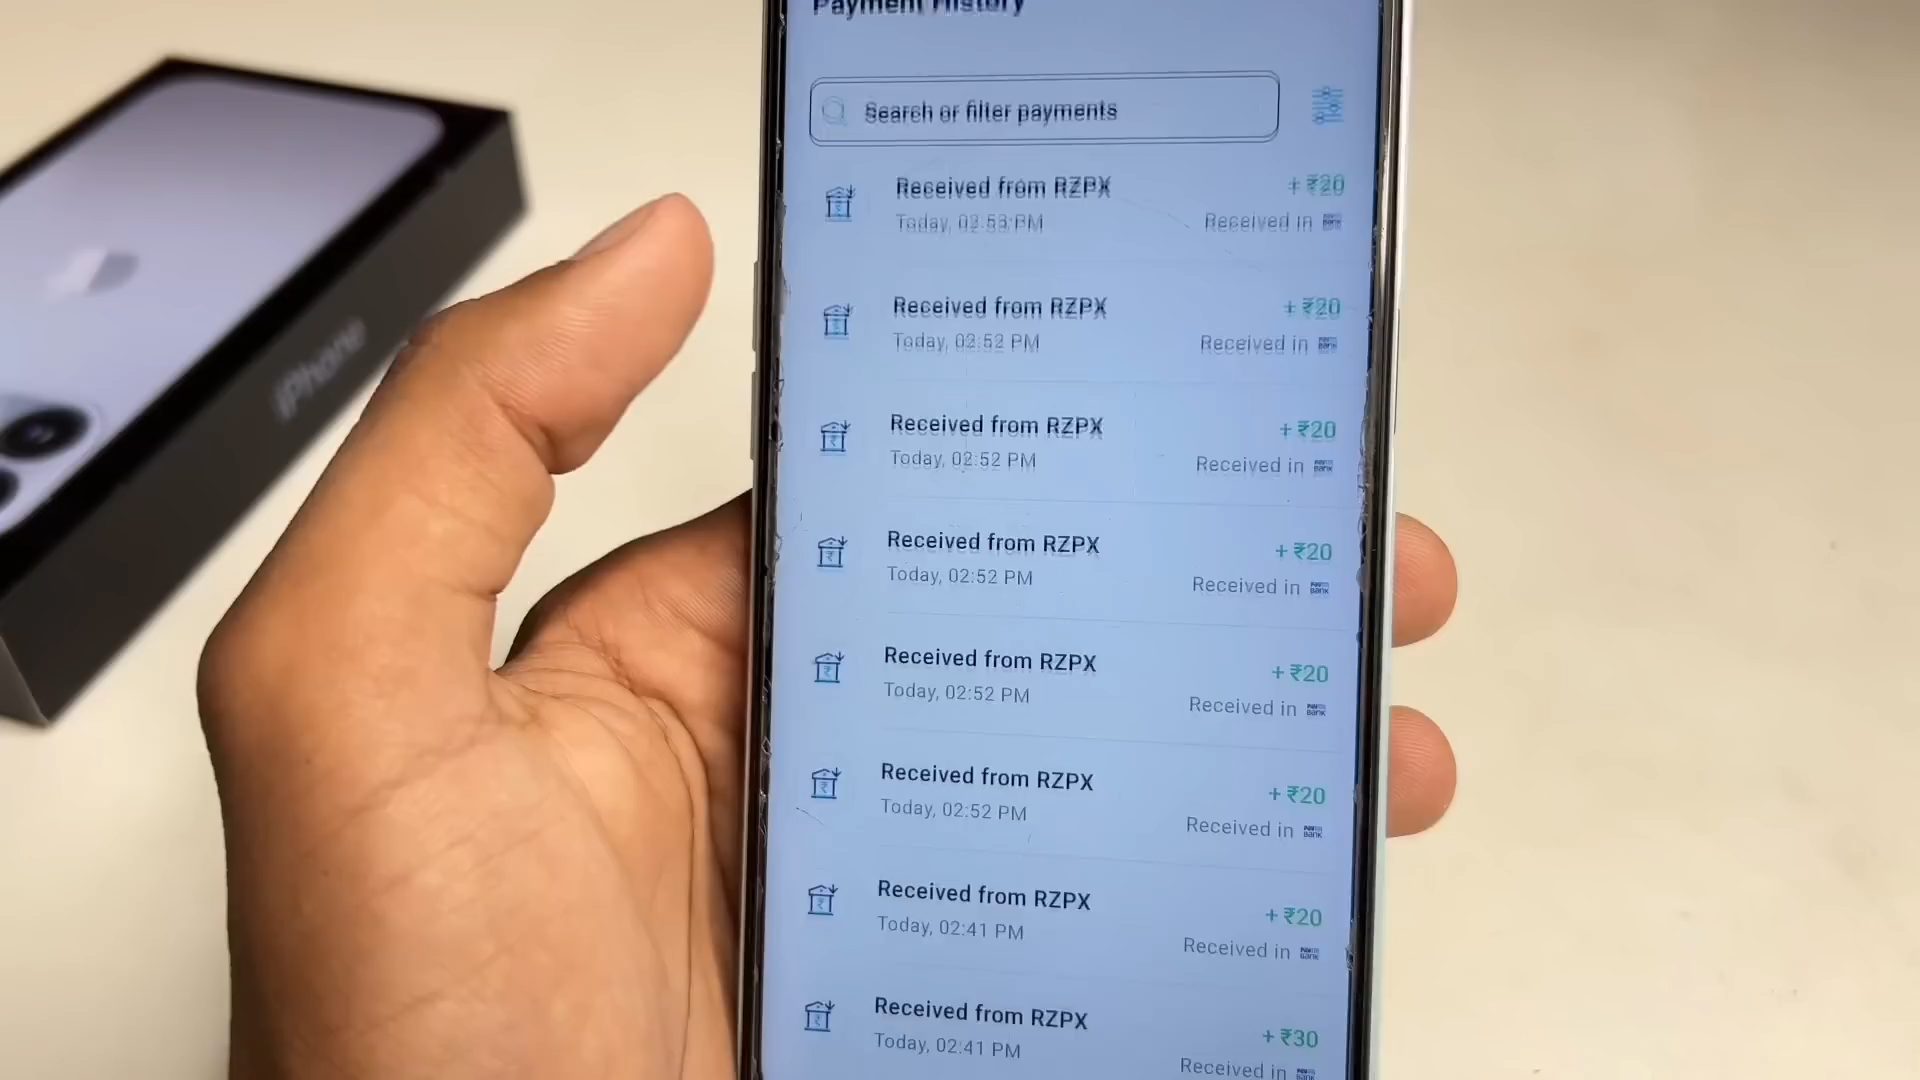 Payment History
Search or filter payments
Received from RZPX
+ ₹20
Today, 02:53 PM
Received in
Received from RZPX
+ ₹20
Today, 02:52 PM
Received in
Received from RZPX
+ ₹20
Today, 02:52 PM
Received in
Received from RZPX
+ ₹20
Today, 02:52 PM
Received in
Received from RZPX
+ ₹20
Today, 02:52 PM
Received in
Received from RZPX
+ ₹20
Today, 02:52 PM
Received in
Received from RZPX
+ ₹20
Today, 02:41 PM
Received in
Received from RZPX
+ ₹30
Today, 02:41 PM
Received in
iPhone